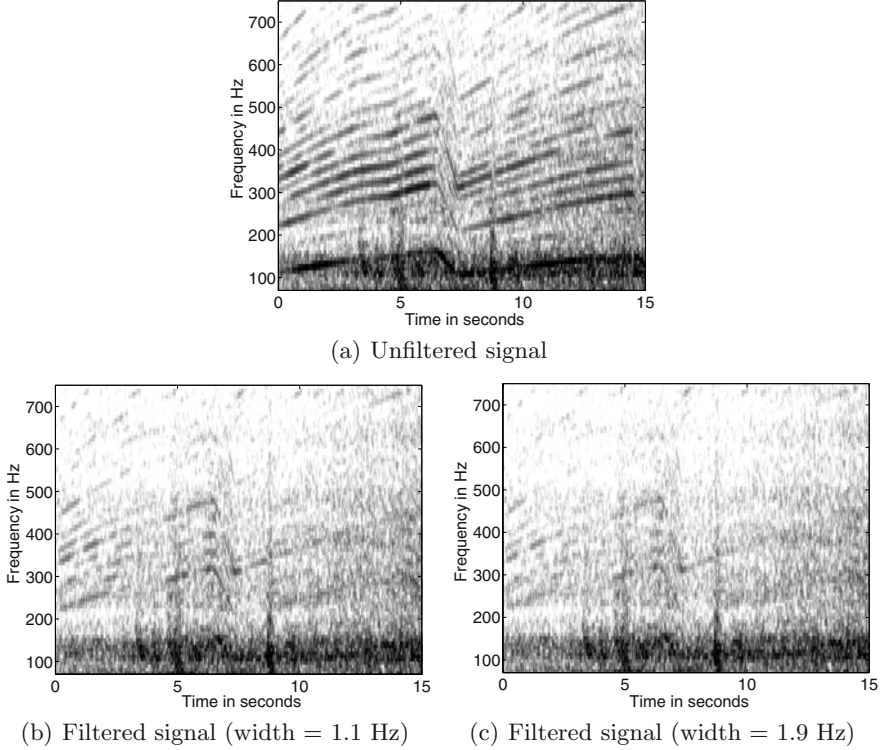 700
600
500
400
300
200
100
Frequency in Hz
0 5 10 15
Time in seconds
(a) Unfiltered signal
700
600
500
400
300
200
100
Frequency in Hz
0 5 10 15
Time in seconds
(b) Filtered signal (width = 1.1 Hz)
700
600
500
400
300
200
100
Frequency in Hz
0 5 10 15
Time in seconds
(c) Filtered signal (width = 1.9 Hz)